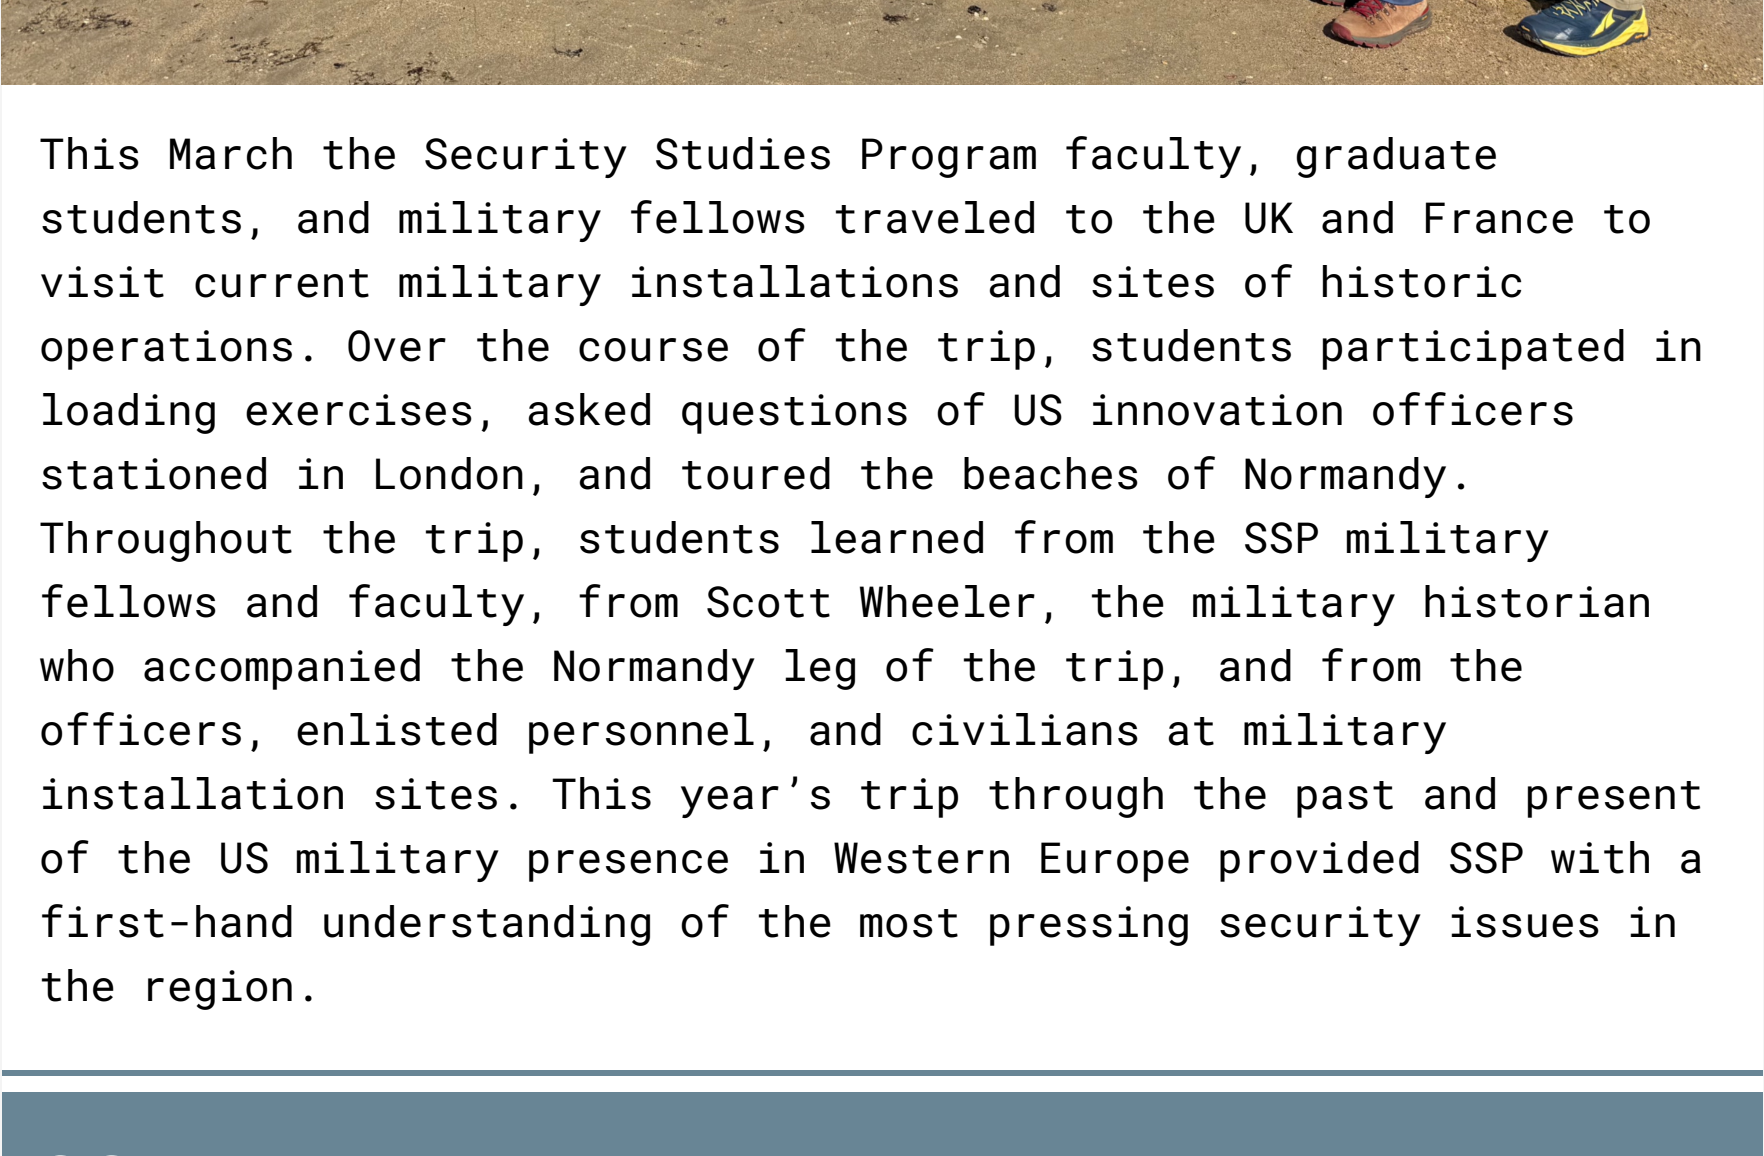 This March the Security Studies Program faculty, graduate
students, and military fellows traveled to the UK and France to
visit current military installations and sites of historic
operations. Over the course of the trip, students participated in
loading exercises, asked questions of US innovation officers
stationed in London, and toured the beaches of Normandy.
Throughout the trip, students learned from the SSP military
fellows and faculty, from Scott Wheeler, the military historian
who accompanied the Normandy leg of the trip, and from the
officers, enlisted personnel, and civilians at military
installation sites. This year’s trip through the past and present
of the US military presence in Western Europe provided SSP with a
first-hand understanding of the most pressing security issues in
the region.